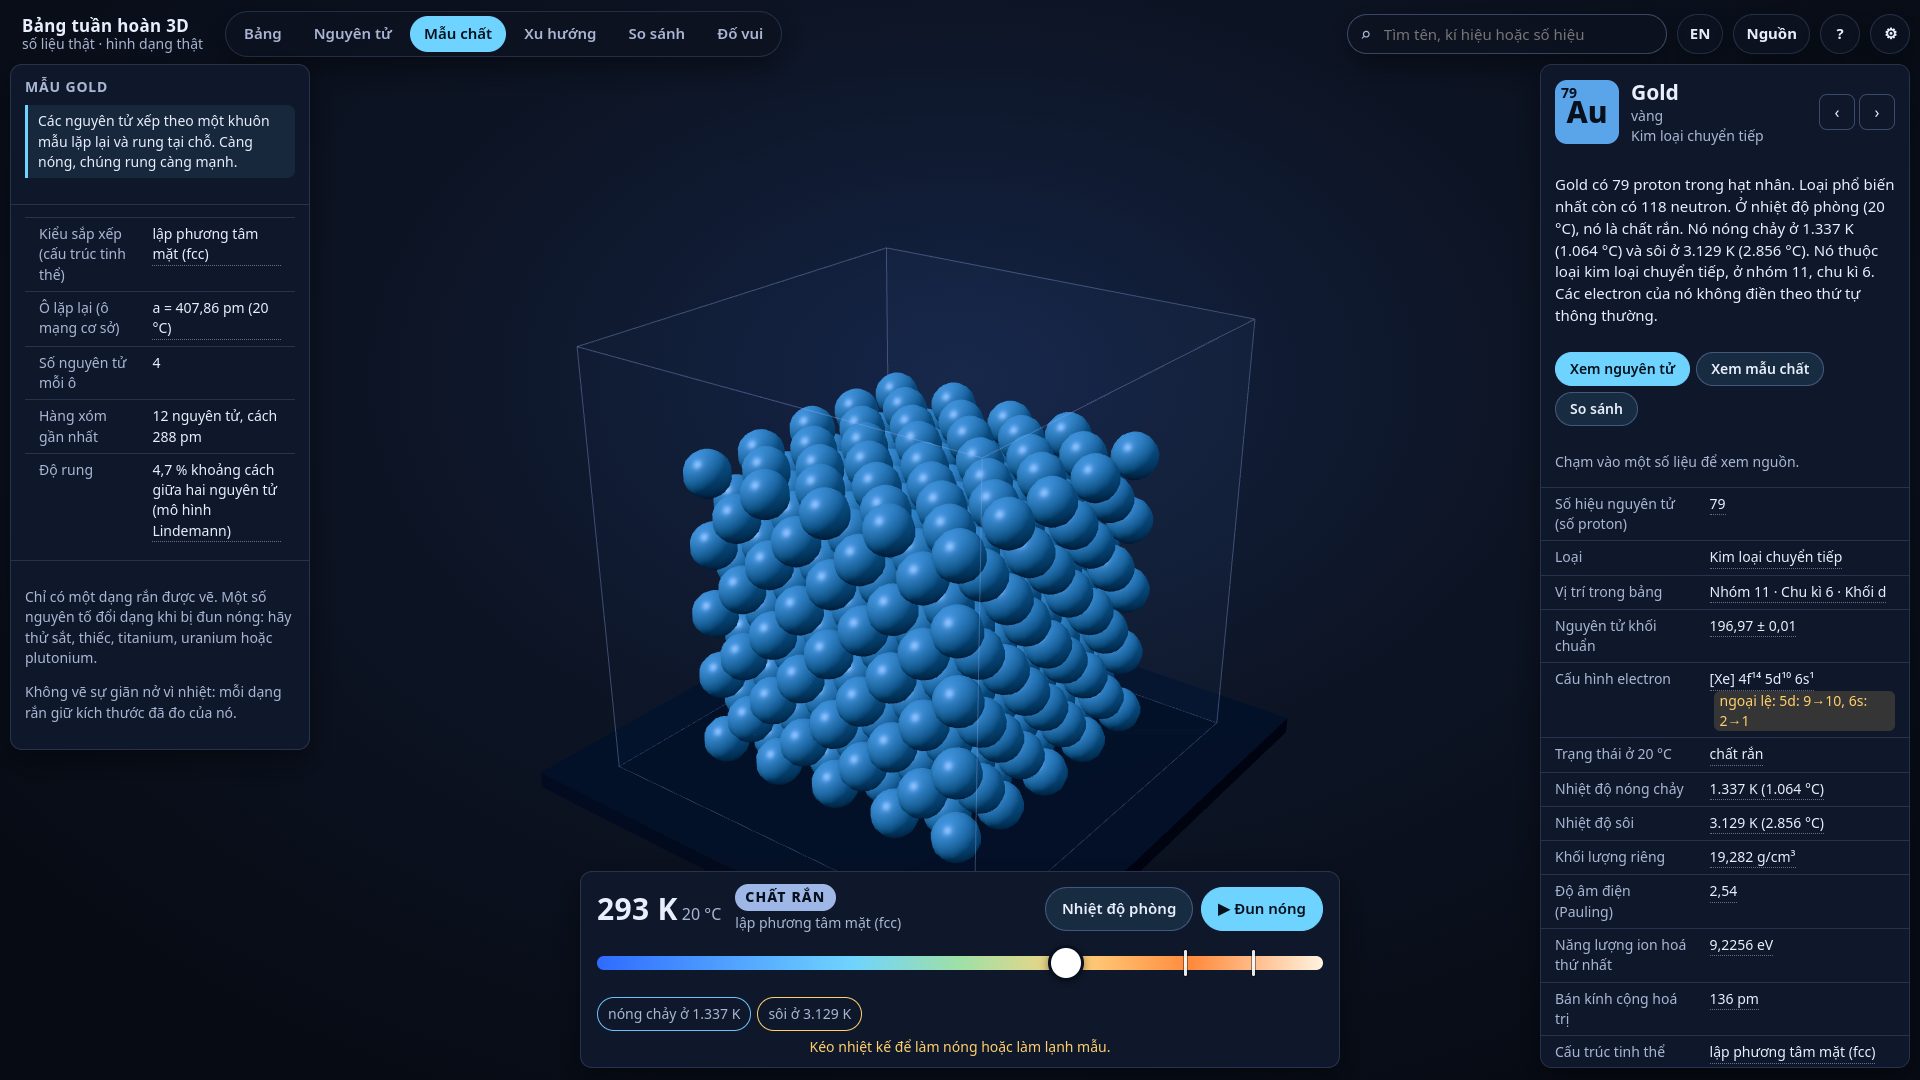 Bảng tuần hoàn 3D
số liệu thật · hình dạng thật
Bảng
Nguyên tử
Mẫu chất
Xu hướng
So sánh
Đố vui
Tìm tên, kí hiệu hoặc số hiệu
EN
Nguồn
?
MẪU GOLD
Các nguyên tử xếp theo một khuôn
mẫu lặp lại và rung tại chỗ. Càng
nóng, chúng rung càng mạnh.
Kiểu sắp xếp
(cấu trúc tinh
thể)
lập phương tâm
mặt (fcc)
Ô lặp lại (ô
mạng cơ sở)
a = 407,86 pm (20
°C)
Số nguyên tử
mỗi ô
4
Hàng xóm
gần nhất
12 nguyên tử, cách
288 pm
Độ rung
4,7 % khoảng cách
giữa hai nguyên tử
(mô hình
Lindemann)
Chỉ có một dạng rắn được vẽ. Một số
nguyên tố đổi dạng khi bị đun nóng: hãy
thử sắt, thiếc, titanium, uranium hoặc
plutonium.
Không vẽ sự giãn nở vì nhiệt: mỗi dạng
rắn giữ kích thước đã đo của nó.
293 K 20 °C
CHẤT RẮN
lập phương tâm mặt (fcc)
Nhiệt độ phòng
▶ Đun nóng
nóng chảy ở 1.337 K
sôi ở 3.129 K
Kéo nhiệt kế để làm nóng hoặc làm lạnh mẫu.
79
Au
Gold
vàng
Kim loại chuyển tiếp
‹
›
Gold có 79 proton trong hạt nhân. Loại phổ biến
nhất còn có 118 neutron. Ở nhiệt độ phòng (20
°C), nó là chất rắn. Nó nóng chảy ở 1.337 K
(1.064 °C) và sôi ở 3.129 K (2.856 °C). Nó thuộc
loại kim loại chuyển tiếp, ở nhóm 11, chu kì 6.
Các electron của nó không điền theo thứ tự
thông thường.
Xem nguyên tử
Xem mẫu chất
So sánh
Chạm vào một số liệu để xem nguồn.
Số hiệu nguyên tử
(số proton)
79
Loại
Kim loại chuyển tiếp
Vị trí trong bảng
Nhóm 11 · Chu kì 6 · Khối d
Nguyên tử khối
chuẩn
196,97 ± 0,01
Cấu hình electron
[Xe] 4f¹⁴ 5d¹⁰ 6s¹
ngoại lệ: 5d: 9→10, 6s:
2→1
Trạng thái ở 20 °C
chất rắn
Nhiệt độ nóng chảy
1.337 K (1.064 °C)
Nhiệt độ sôi
3.129 K (2.856 °C)
Khối lượng riêng
19,282 g/cm³
Độ âm điện
(Pauling)
2,54
Năng lượng ion hoá
thứ nhất
9,2256 eV
Bán kính cộng hoá
trị
136 pm
Cấu trúc tinh thể
lập phương tâm mặt (fcc)